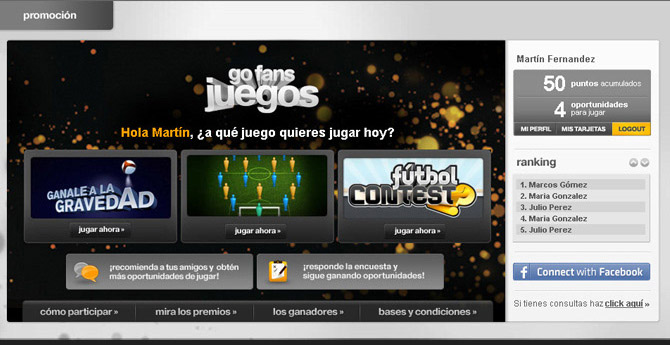 promoción
go fans
juegos
Hola Martín, ¿a qué juego quieres jugar hoy?
GANALE A LA
GRAVEDAD
jugar ahora »
jugar ahora »
fútbol
CONTEST
jugar ahora »
¡recomienda a tus amigos y obtén
más oportunidades de jugar!
¡responde la encuesta y
sigue ganando oportunidades!
cómo participar »
mira los premios »
los ganadores »
bases y condiciones »
Martín Fernandez
50 puntos acumulados
4 oportunidades
para jugar
MI PERFIL
MIS TARJETAS
LOGOUT
ranking
1. Marcos Gómez
2. Maria Gonzalez
3. Julio Perez
4. Maria Gonzalez
5. Julio Perez
f Connect with Facebook
Si tienes consultas haz click aquí »